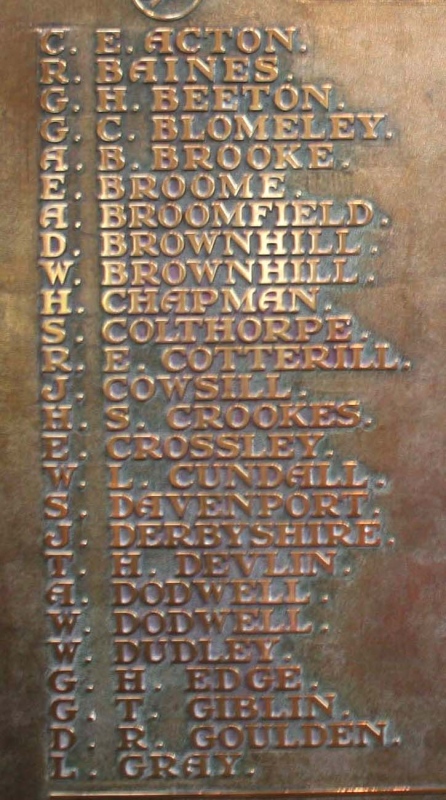 C. E. ACTON.
R. BAINES.
G. H. BEETON.
G. C. BLOMELEY.
A. B. BROOKE.
E. BROOME.
A. BROOMFIELD.
D. BROWNHILL.
W. BROWNHILL.
H. CHAPMAN.
S. COLTHORPE.
R. E. COTTERILL.
J. COWSILL.
H. S. CROOKES.
E. CROSSLEY.
W. L. CUNDALL.
S. DAVENPORT.
J. DERBYSHIRE.
T. H. DEVLIN.
A. DODWELL.
W. DODWELL.
W. DUDLEY.
G. H. EDGE.
G. T. GIBLIN.
D. R. GOULDEN.
L. GRAY.